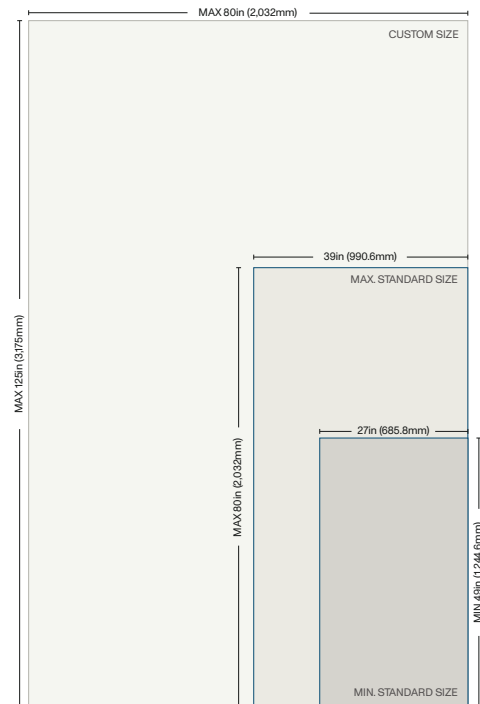 MAX 80in (2,032mm)
CUSTOM SIZE
39in (990.6mm)
MAX. STANDARD SIZE
MAX 125in (3,175mm)
27in (685.8mm)
MAX 80in (2,032mm)
MIN 49in (1,244.6mm)
MIN. STANDARD SIZE